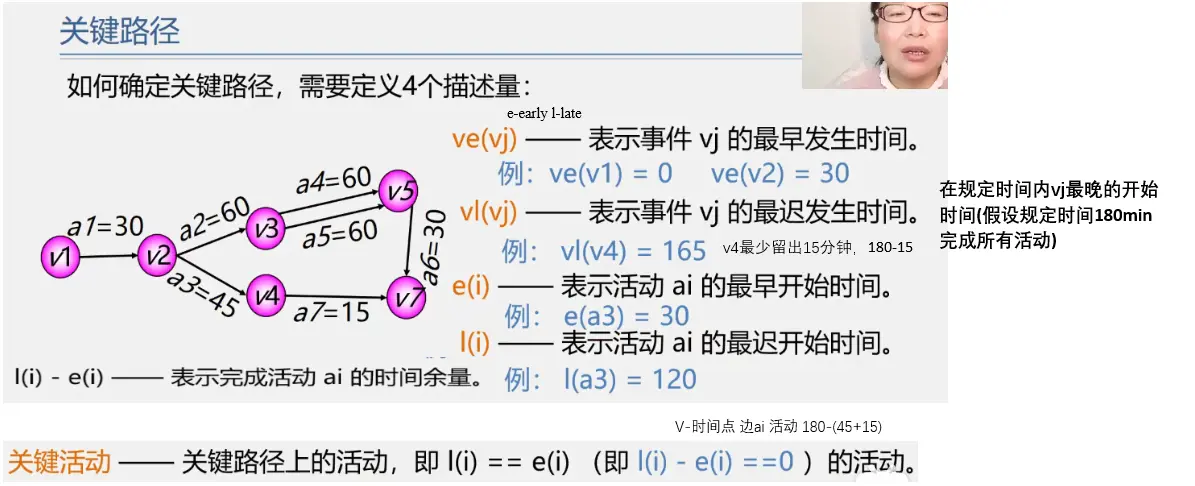 关键路径
如何确定关键路径，需要定义4个描述量：
e-early l-late
ve(vj) —— 表示事件 vj 的最早发生时间。
例： ve(v1) = 0 ve(v2) = 30
vl(vj) —— 表示事件 vj 的最迟发生时间。
例： vl(v4) = 165 v4最少留出15分钟， 180-15
e(i) —— 表示活动 ai 的最早开始时间。
例： e(a3) = 30
l(i) —— 表示活动 ai 的最迟开始时间。
例： l(a3) = 120
在规定时间内vj最晚的开始
时间(假设规定时间180min
完成所有活动)
a1=30
a2=60
a3=45
a4=60
a5=60
a6=30
a7=15
v1
v2
v3
v4
v5
v7
l(i) - e(i) —— 表示完成活动 ai 的时间余量。
V-时间点 边ai 活动 180-(45+15)
关键活动 —— 关键路径上的活动，即 l(i) == e(i) （即 l(i) - e(i) ==0 ）的活动。